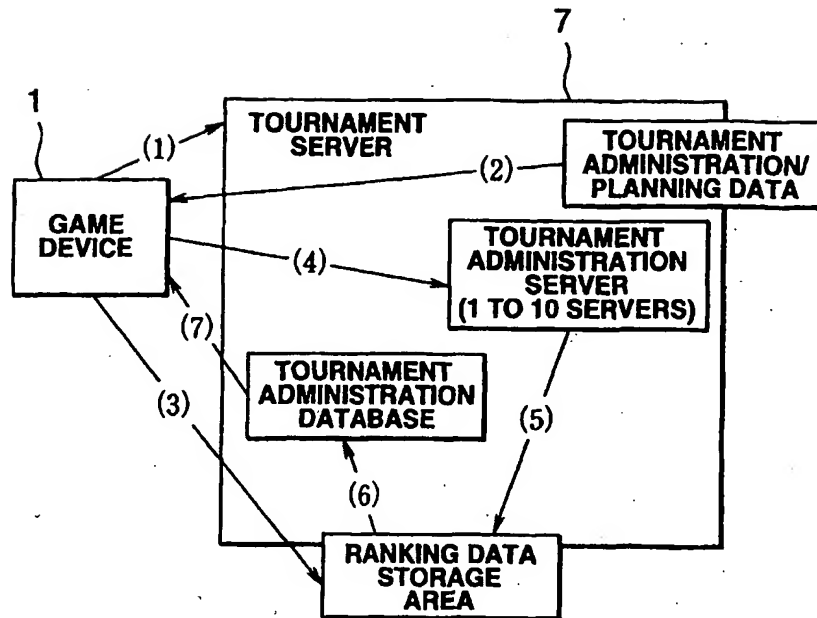 7
1
TOURNAMENT
SERVER
(1)
TOURNAMENT
ADMINISTRATION/
PLANNING DATA
(2)
GAME
DEVICE
TOURNAMENT
ADMINISTRATION
SERVER
(1 TO 10 SERVERS)
(4)
(7)
TOURNAMENT
ADMINISTRATION
DATABASE
(3)
(5)
(6)
RANKING DATA
STORAGE
AREA